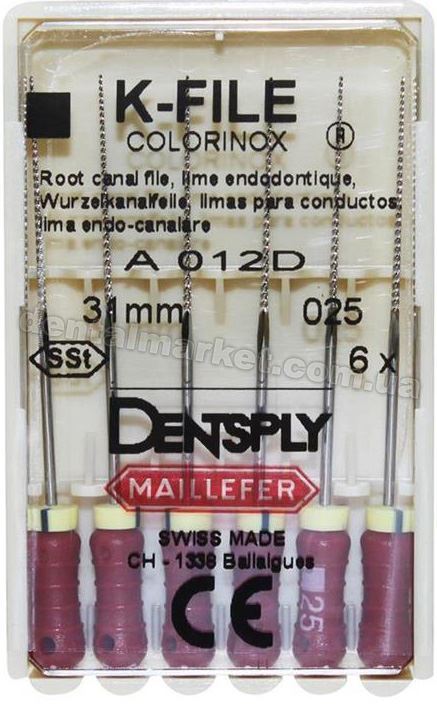 K-FILE
COLORINOX ®
Root canal file, lime endodontique,
Wurzelkanalfeile, limas para conductos,
lima endo-canalare
A 012D
31mm 025
SSt 6 x
dentalmarket.com.ua
DENTSPLY
MAILLEFER
SWISS MADE
CH - 1338 Ballaigues
CE
25